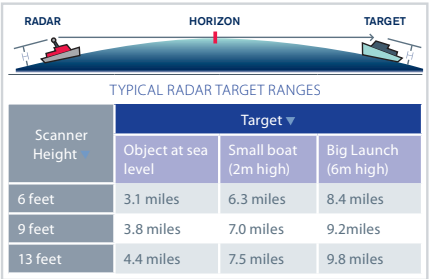 RADAR HORIZON TARGET
H H
TYPICAL RADAR TARGET RANGES
Scanner Height ▼ Target ▼
Object at sea level Small boat (2m high) Big Launch (6m high)
6 feet 3.1 miles 6.3 miles 8.4 miles
9 feet 3.8 miles 7.0 miles 9.2miles
13 feet 4.4 miles 7.5 miles 9.8 miles